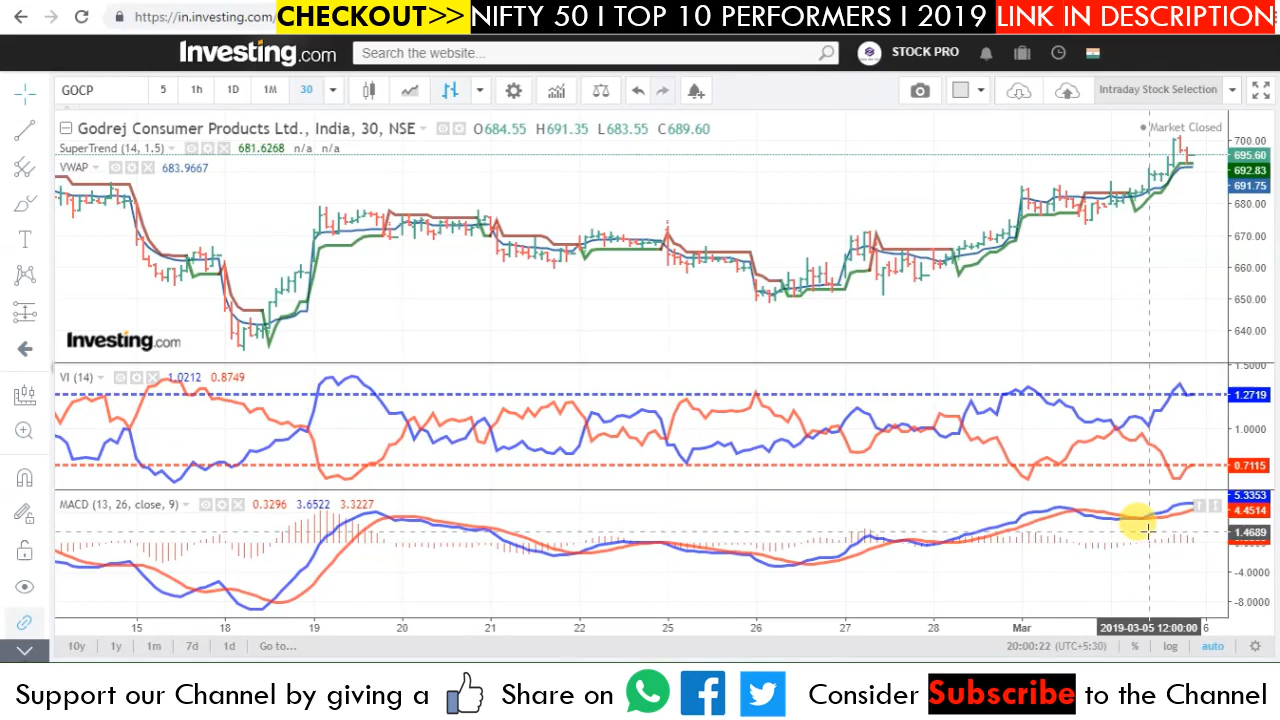 CHECKOUT>> NIFTY 50 I TOP 10 PERFORMERS I 2019 LINK IN DESCRIPTION
https://in.investing.com/
Investing.com Search the website... STOCK PRO
GOCP 5 1h 1D 1M 30 Intraday Stock Selection
Godrej Consumer Products Ltd., India, 30, NSE O684.55 H691.35 L683.55 C689.60 Market Closed
SuperTrend (14, 1.5) 681.6268 n/a n/a
VWAP 683.9667
700.00
695.60
692.83
691.75
680.00
670.00
660.00
650.00
640.00
Investing.com
VI (14) 1.0212 0.8749
1.5000
1.2719
1.0000
0.7115
MACD (13, 26, close, 9) 0.3296 3.6522 3.3227
5.3353
4.4514
1.4689
-4.0000
-8.0000
15 18 19 20 21 22 25 26 27 28 Mar 2019-03-05 12:00:00 6
10y 1y 1m 7d 1d Go to... 20:00:22 (UTC+5:30) % log auto
Support our Channel by giving a Share on Consider Subscribe to the Channel